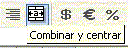 $ € %
Combinar y centrar